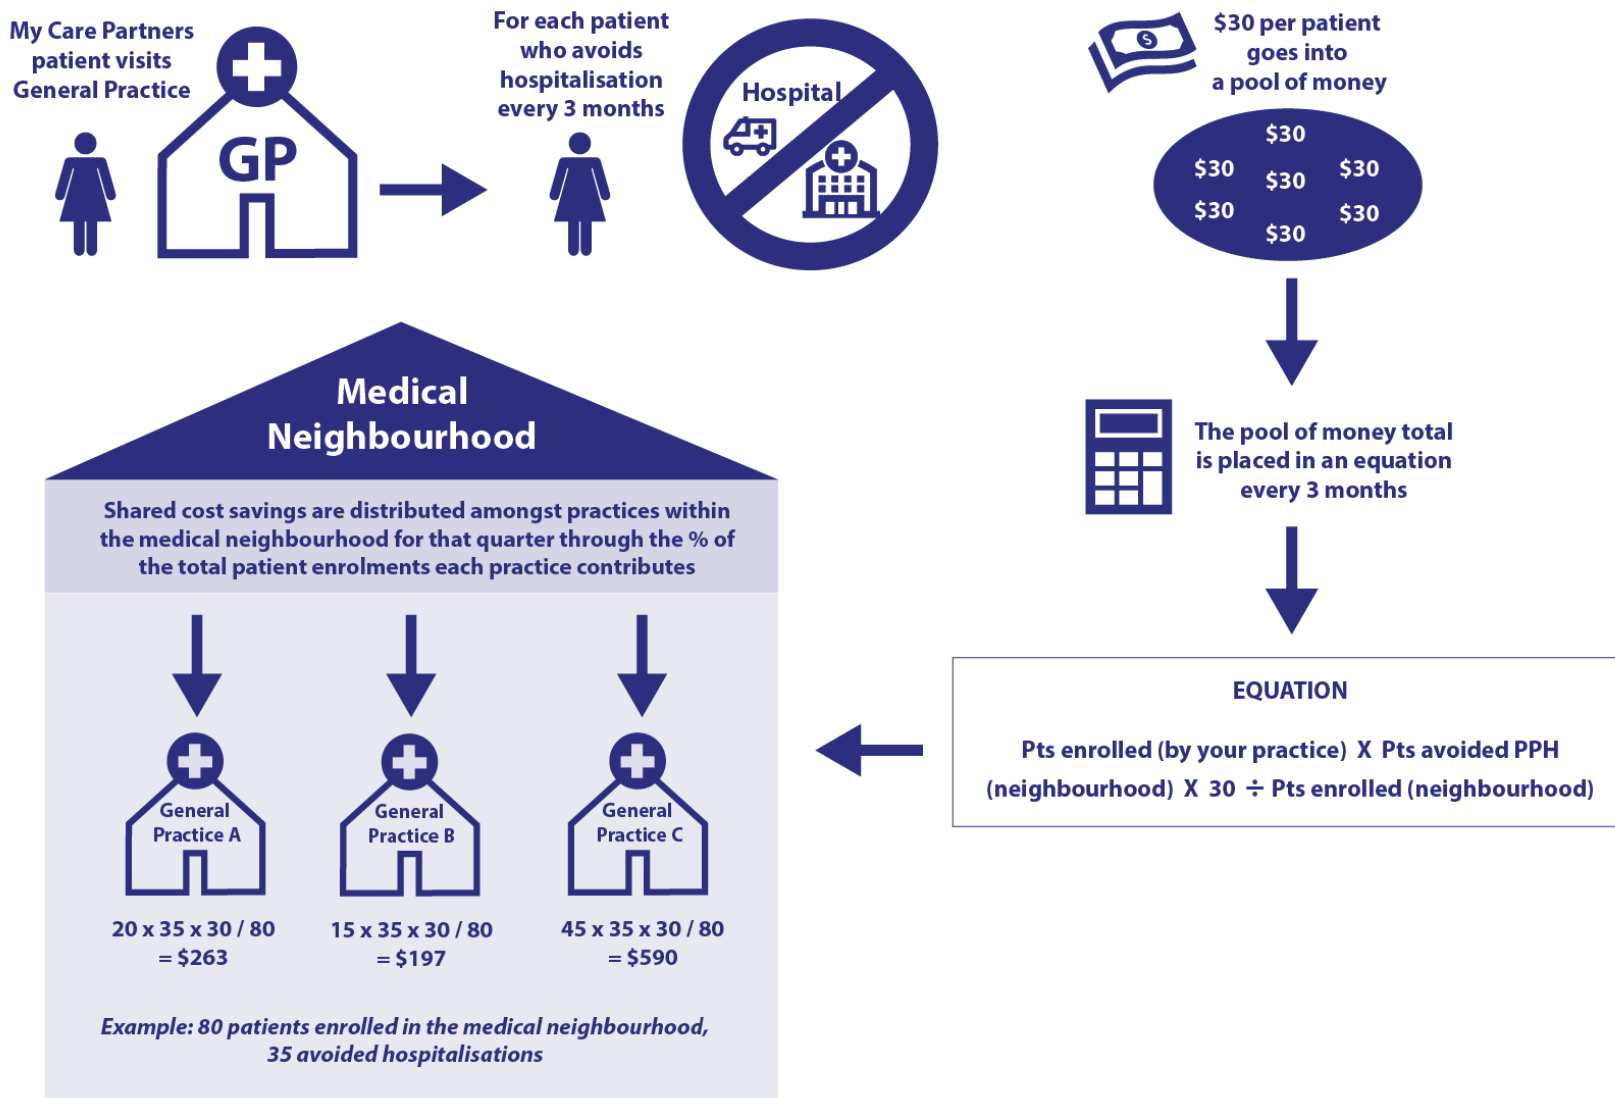 My Care Partners
patient visits
General Practice
GP
For each patient
who avoids
hospitalisation
every 3 months
Hospital
$30 per patient
goes into
a pool of money
$
$30
$30
$30
$30
$30
$30
$30
The pool of money total
is placed in an equation
every 3 months
EQUATION
Pts enrolled (by your practice) X Pts avoided PPH
(neighbourhood) X 30 ÷ Pts enrolled (neighbourhood)
Medical
Neighbourhood
Shared cost savings are distributed amongst practices within
the medical neighbourhood for that quarter through the % of
the total patient enrolments each practice contributes
General
Practice A
20 x 35 x 30 / 80
= $263
General
Practice B
15 x 35 x 30 / 80
= $197
General
Practice C
45 x 35 x 30 / 80
= $590
Example: 80 patients enrolled in the medical neighbourhood,
35 avoided hospitalisations